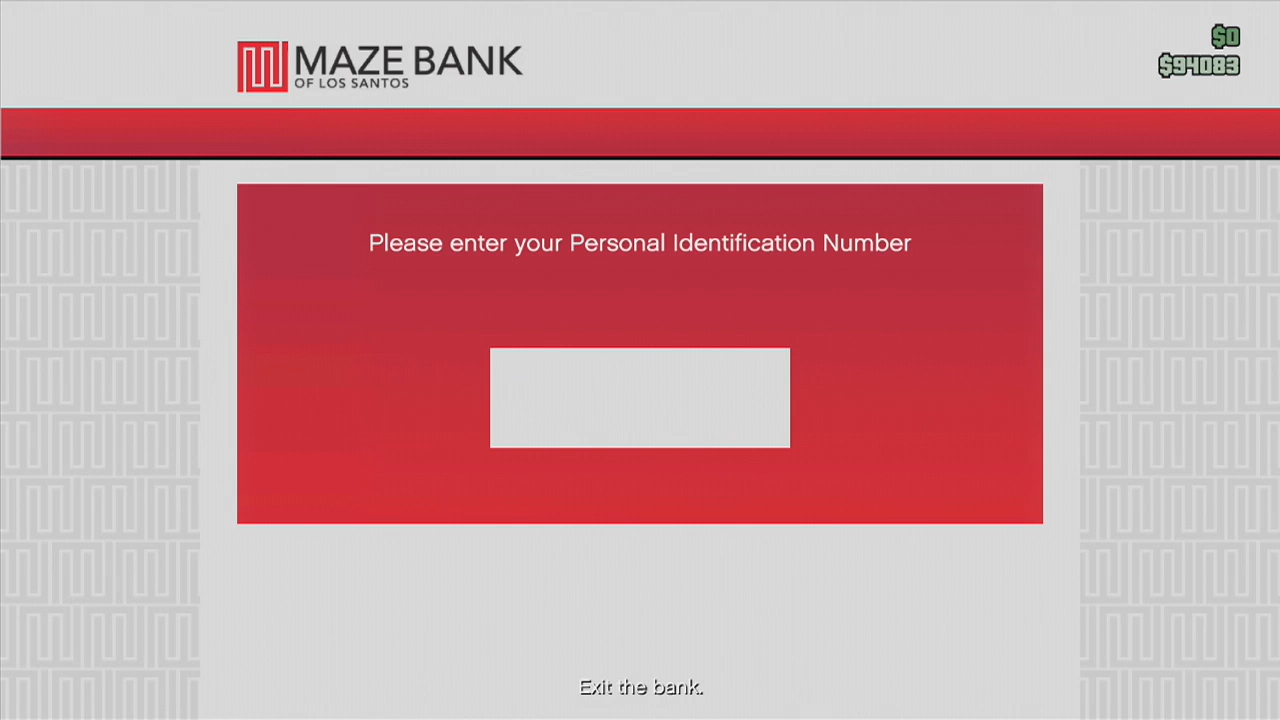 MAZE BANK
OF LOS SANTOS
$0
$94083
Please enter your Personal Identification Number
Exit the bank.